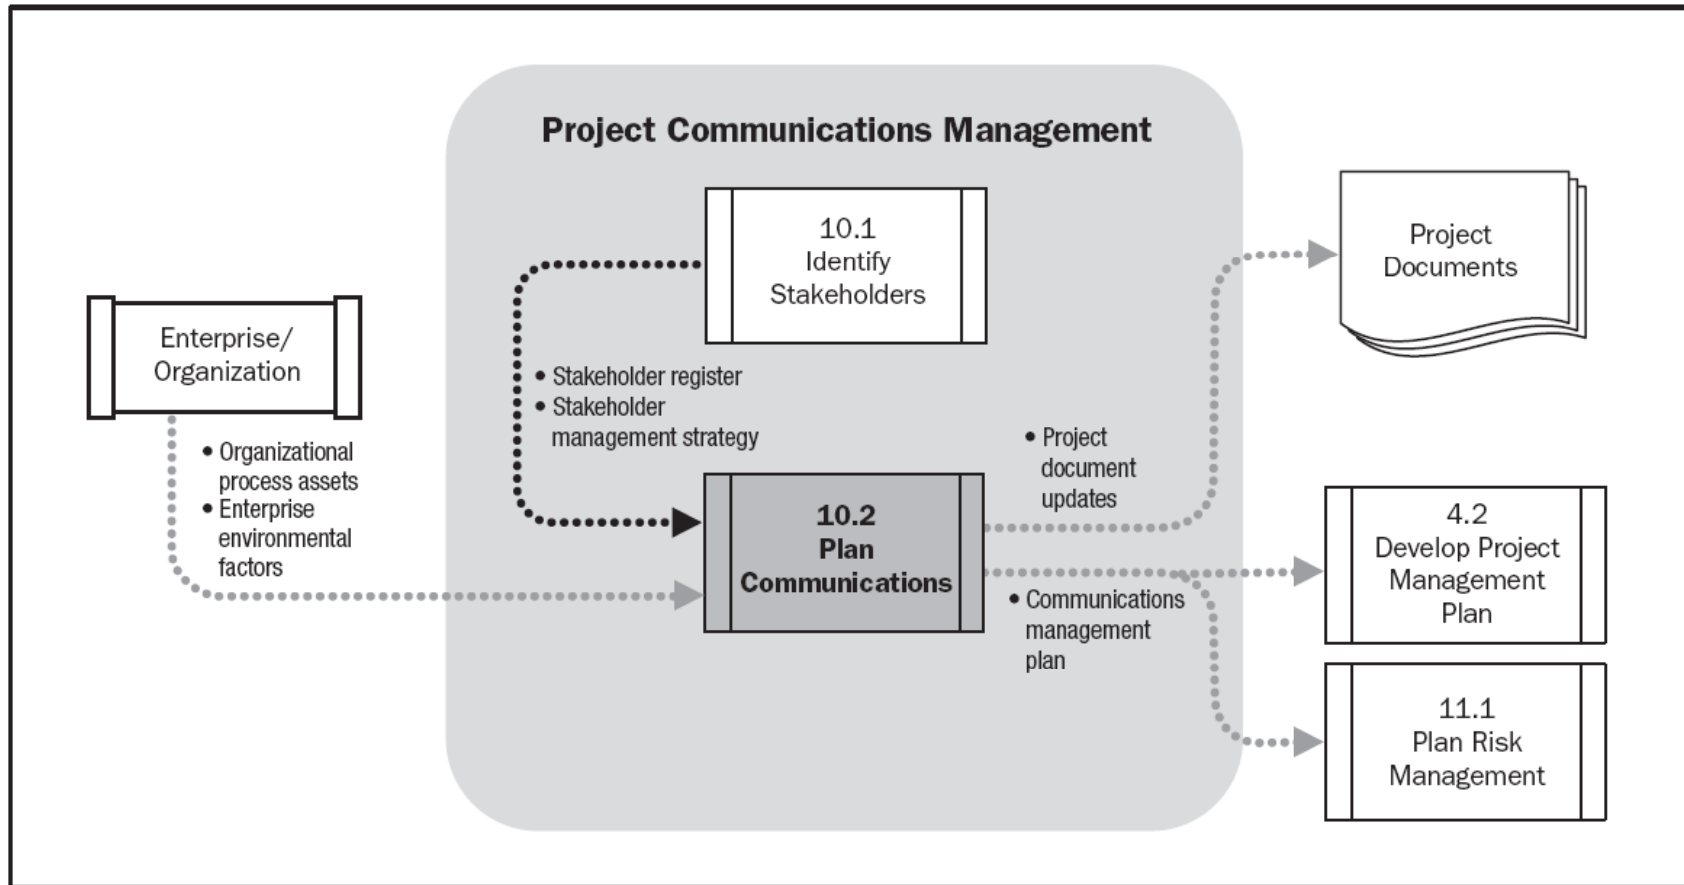 Project Communications Management
10.1
Identify
Stakeholders
Project
Documents
Enterprise/
Organization
• Stakeholder register
• Stakeholder
management strategy
• Organizational
process assets
• Enterprise
environmental
factors
• Project
document
updates
10.2
Plan
Communications
4.2
Develop Project
Management
Plan
• Communications
management
plan
11.1
Plan Risk
Management